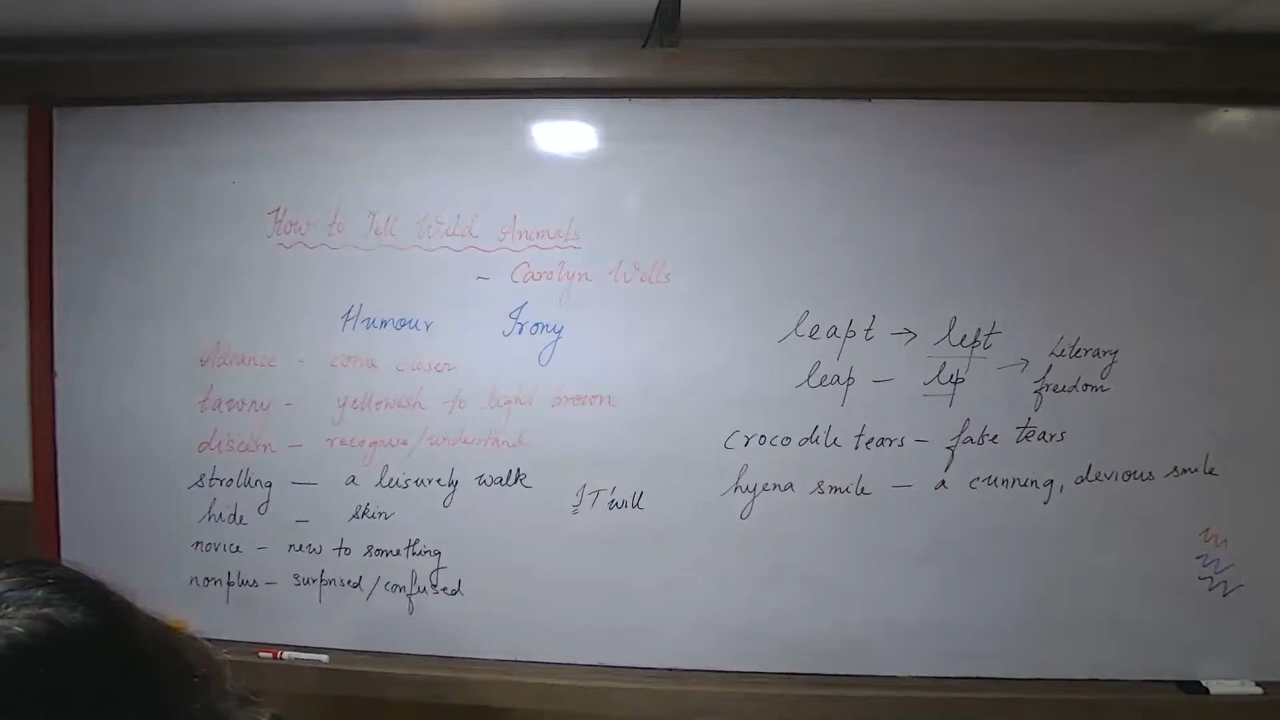 How to Tell Wild Animals
~ Carolyn Wells
Humour Irony
Advance - come closer
tawny - yellowish to light brown
discern - recognise/understand
strolling — a leisurely walk
hide - skin
novice - new to something
nonplus - surprised/confused
IT'will
leapt → lept
leap - lep → Literary freedom
crocodile tears - fake tears
hyena smile - a cunning, devious smile